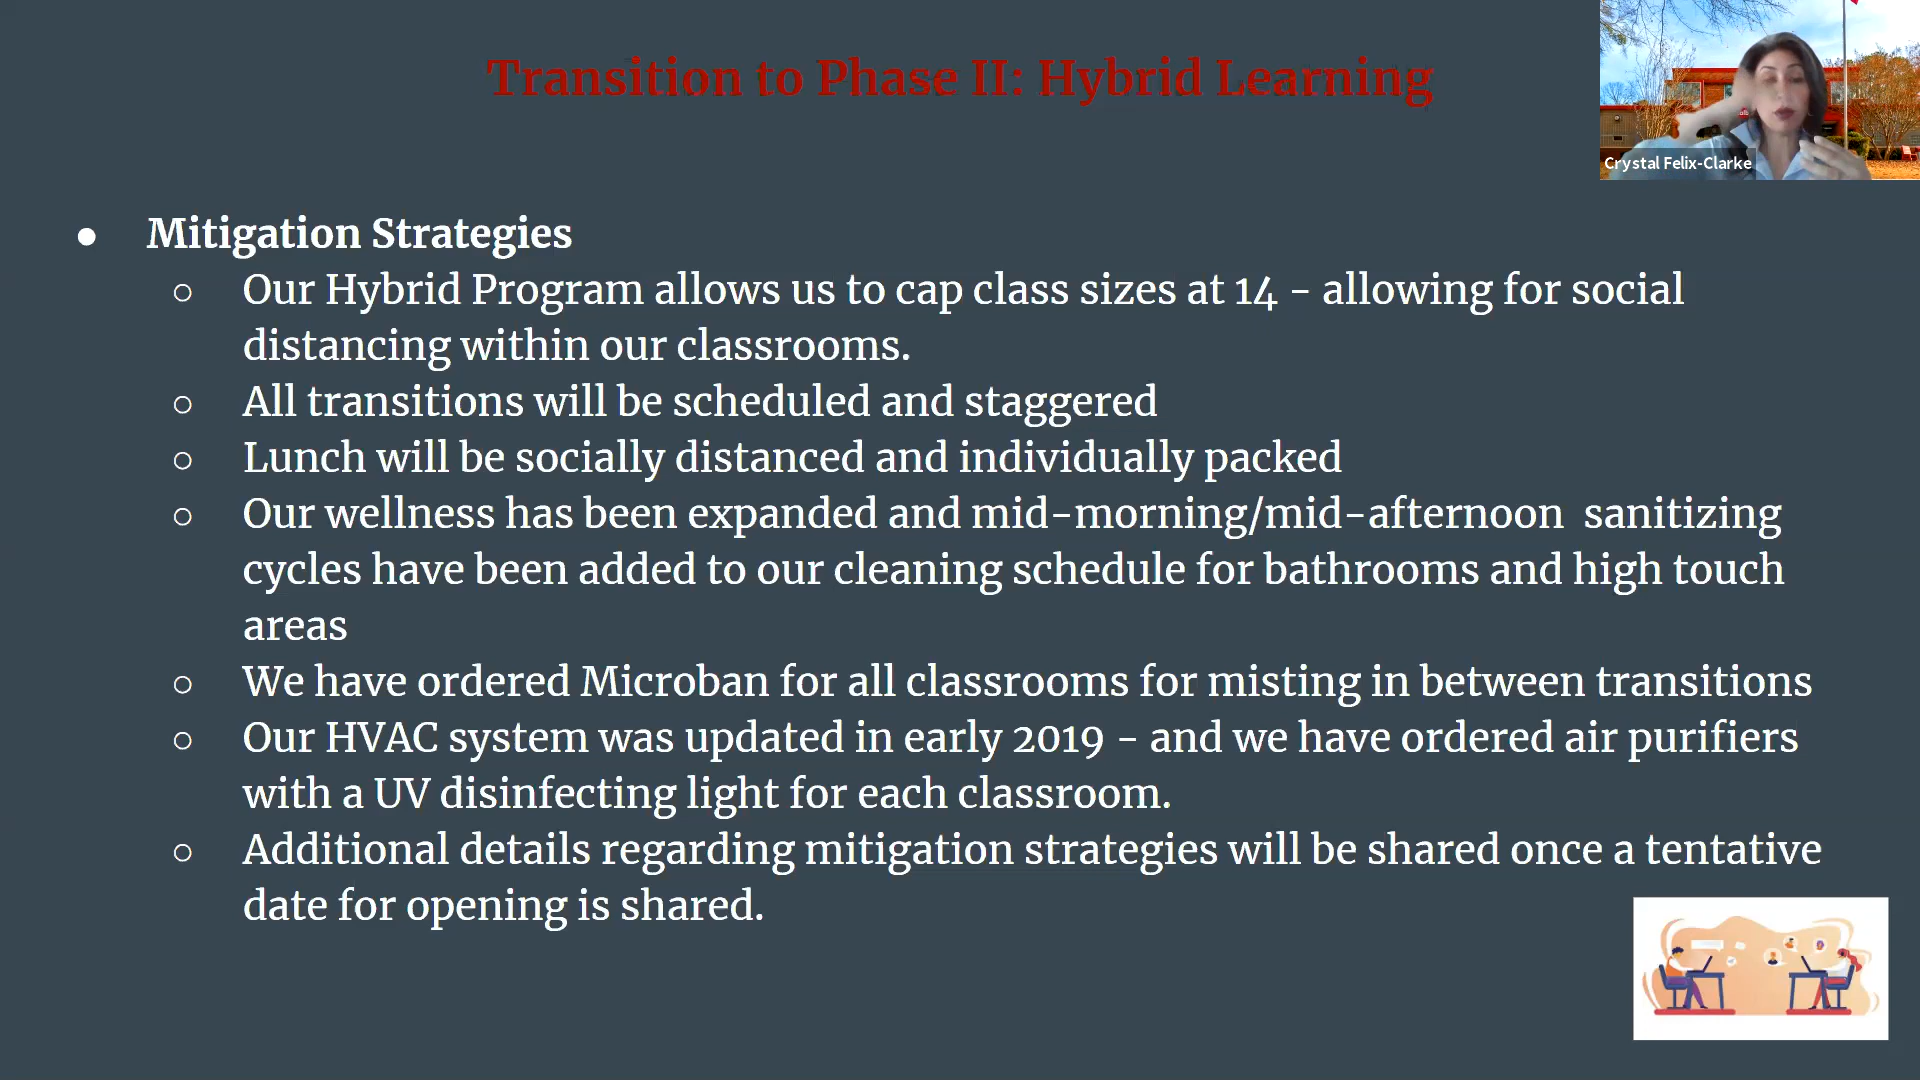 Transition to Phase II: Hybrid Learning
Crystal Felix-Clarke
● Mitigation Strategies
○ Our Hybrid Program allows us to cap class sizes at 14 - allowing for social
distancing within our classrooms.
○ All transitions will be scheduled and staggered
○ Lunch will be socially distanced and individually packed
○ Our wellness has been expanded and mid-morning/mid-afternoon  sanitizing
cycles have been added to our cleaning schedule for bathrooms and high touch
areas
○ We have ordered Microban for all classrooms for misting in between transitions
○ Our HVAC system was updated in early 2019 - and we have ordered air purifiers
with a UV disinfecting light for each classroom.
○ Additional details regarding mitigation strategies will be shared once a tentative
date for opening is shared.